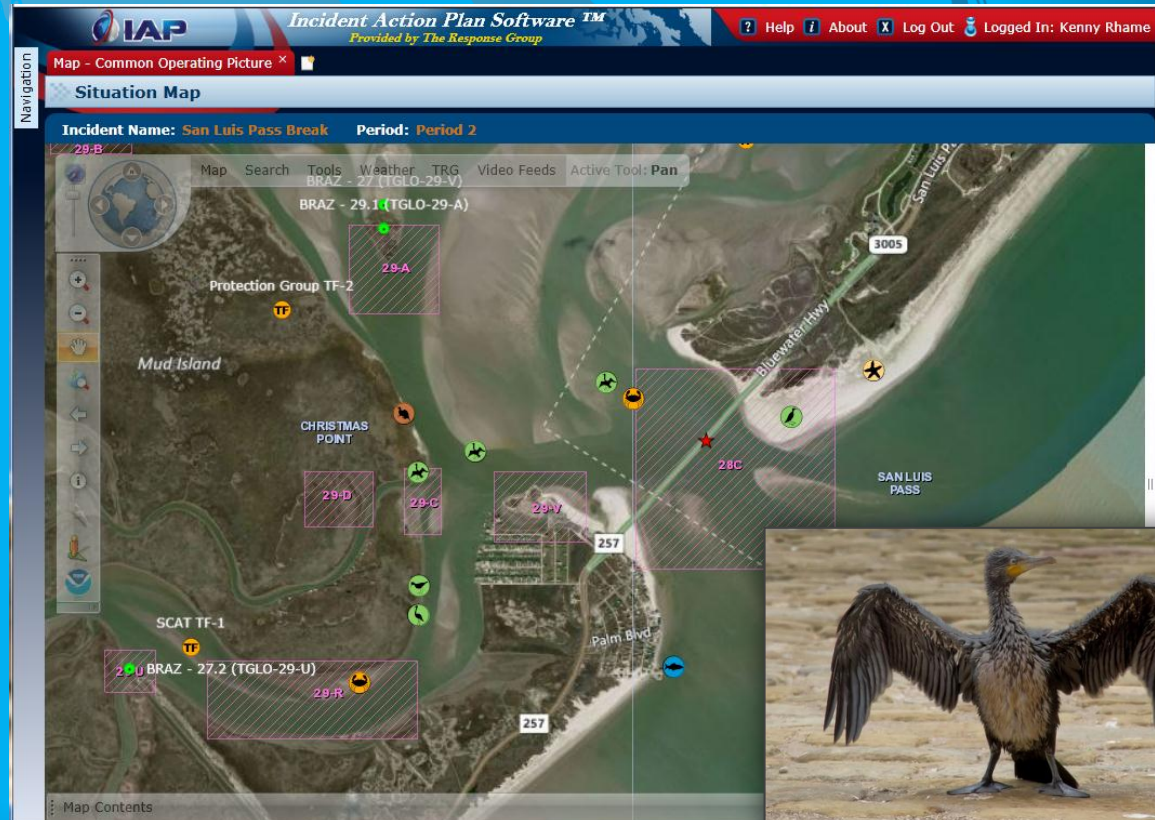 IAP
Incident Action Plan Software ™
Provided by The Response Group
? Help i About X Log Out Logged In: Kenny Rhame
Navigation
Map - Common Operating Picture ×
Situation Map
Incident Name: San Luis Pass Break Period: Period 2
29-B
Map Search Tools Weather TRG Video Feeds Active Tool: Pan
BRAZ - 27 (TGLO-29-V)
BRAZ - 29.1 (TGLO-29-A)
San Luis
3005
29-A
Protection Group TF-2
TF
Bluewater Hwy
Mud Island
CHRISTMAS
POINT
28C
SAN LUIS
PASS
29-D
29-C
29-V
257
SCAT TF-1
TF
Palm Blvd
BRAZ - 27.2 (TGLO-29-U)
29-R
257
Map Contents